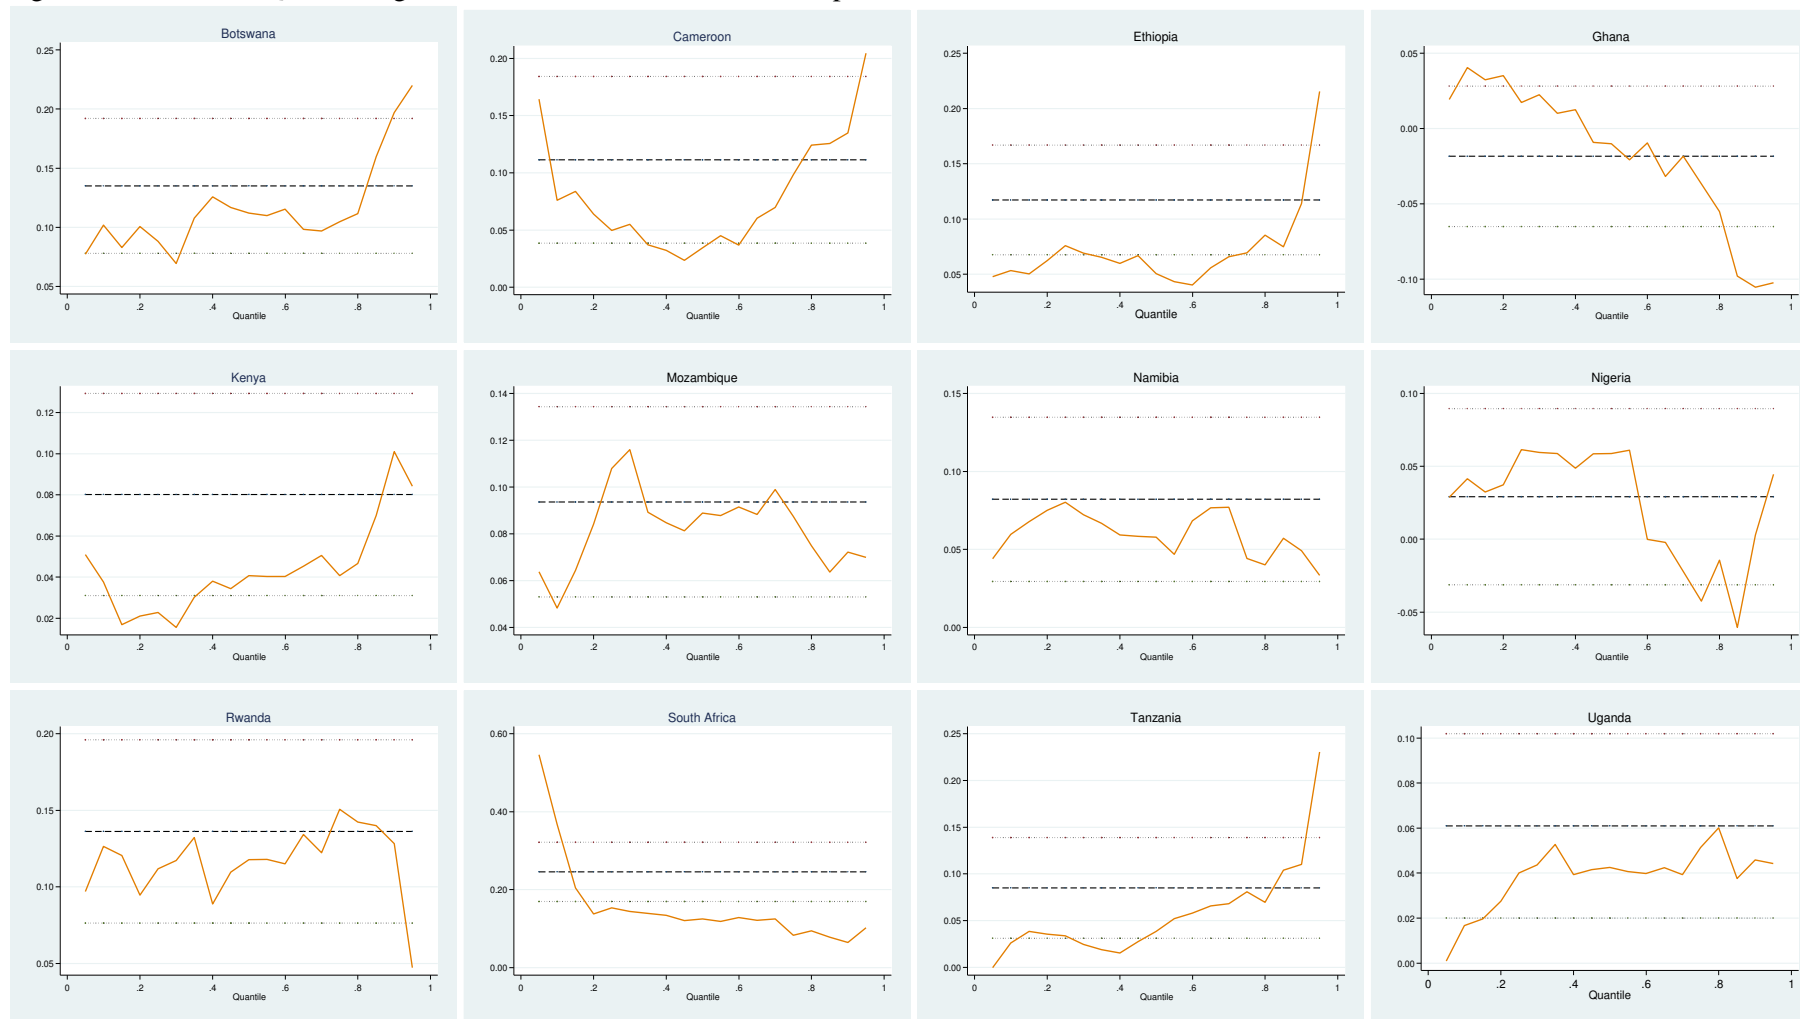 Botswana
0.25
0.20
0.15
0.10
0.05
0 .2 .4 .6 .8 1
Quantile
Cameroon
0.20
0.15
0.10
0.05
0.00
0 .2 .4 .6 .8 1
Quantile
Ethiopia
0.25
0.20
0.15
0.10
0.05
0 .2 .4 .6 .8 1
Quantile
Ghana
0.05
0.00
-0.05
-0.10
0 .2 .4 .6 .8 1
Quantile
Kenya
0.12
0.10
0.08
0.06
0.04
0.02
0 .2 .4 .6 .8 1
Quantile
Mozambique
0.14
0.12
0.10
0.08
0.06
0.04
0 .2 .4 .6 .8 1
Quantile
Namibia
0.15
0.10
0.05
0.00
0 .2 .4 .6 .8 1
Quantile
Nigeria
0.10
0.05
0.00
-0.05
0 .2 .4 .6 .8 1
Quantile
Rwanda
0.20
0.15
0.10
0.05
0 .2 .4 .6 .8 1
Quantile
South Africa
0.60
0.40
0.20
0.00
0 .2 .4 .6 .8 1
Quantile
Tanzania
0.25
0.20
0.15
0.10
0.05
0.00
0 .2 .4 .6 .8 1
Quantile
Uganda
0.10
0.08
0.06
0.04
0.02
0.00
0 .2 .4 .6 .8 1
Quantile